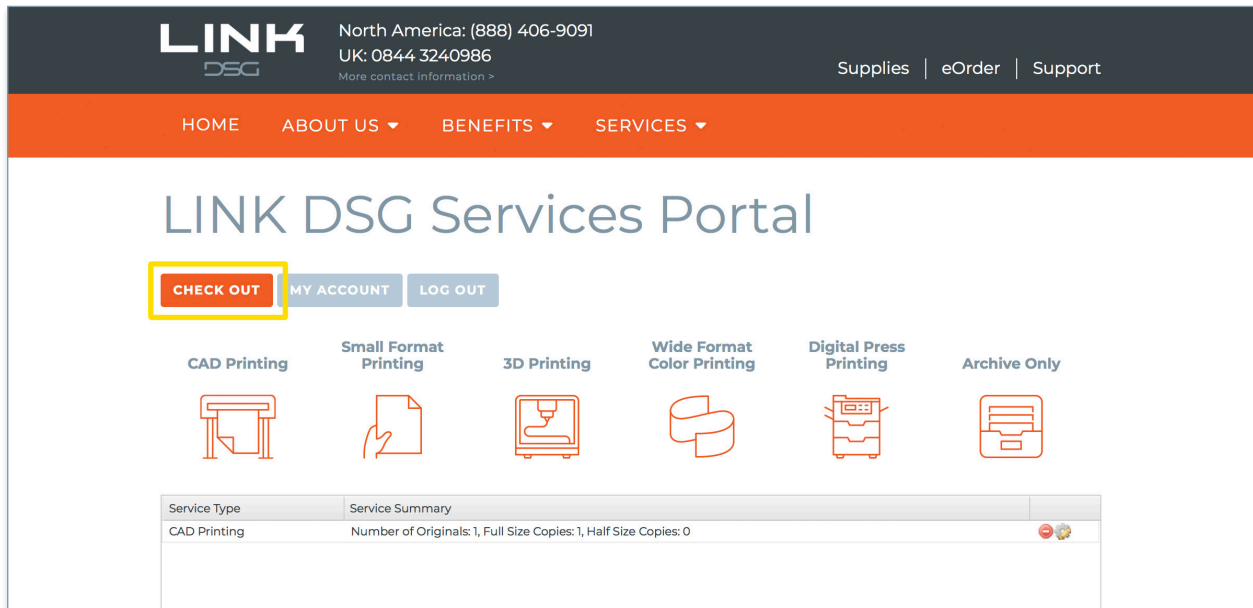 LINK
DSG
North America: (888) 406-9091
UK: 0844 3240986
More contact information >
Supplies | eOrder | Support
HOME ABOUT US BENEFITS SERVICES
LINK DSG Services Portal
CHECK OUT MY ACCOUNT LOG OUT
CAD Printing
Small Format
Printing
3D Printing
Wide Format
Color Printing
Digital Press
Printing
Archive Only
Service Type Service Summary
CAD Printing Number of Originals: 1, Full Size Copies: 1, Half Size Copies: 0